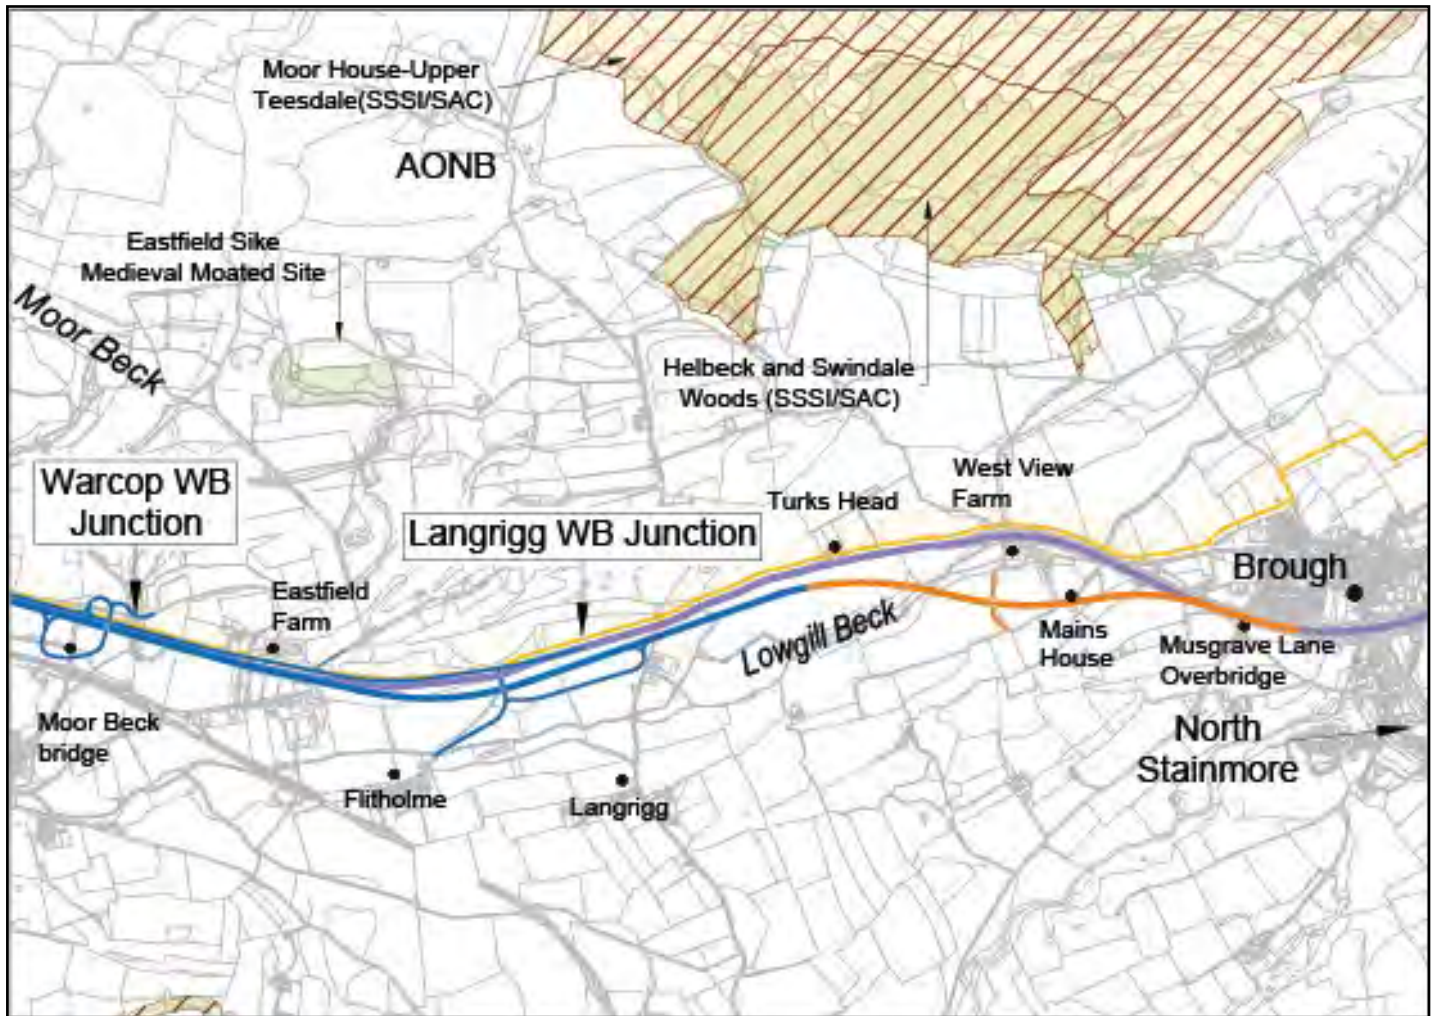 Moor House-Upper
Teesdale(SSSI/SAC)
AONB
Eastfield Sike
Medieval Moated Site
Moor Beck
Helbeck and Swindale
Woods (SSSI/SAC)
Warcop WB
Junction
Langrigg WB Junction
Turks Head
West View
Farm
Eastfield
Farm
Brough
Lowgill Beck
Mains
House
Musgrave Lane
Overbridge
Moor Beck
bridge
North
Stainmore
Flitholme
Langrigg